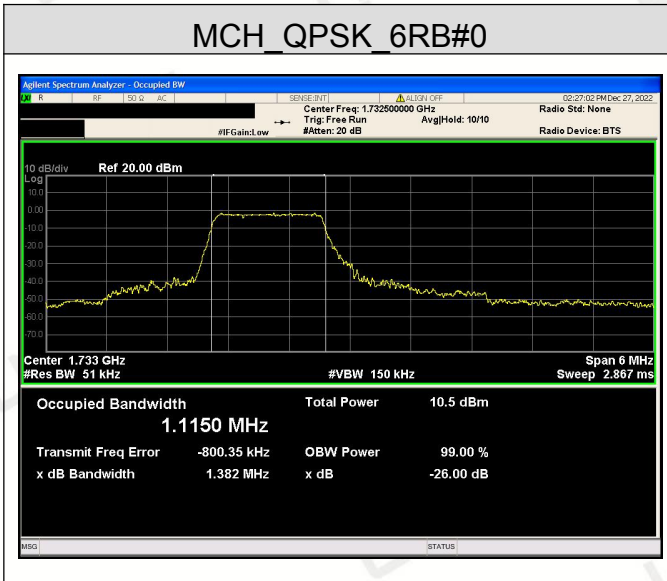 MCH_QPSK_6RB#0
Agilent Spectrum Analyzer - Occupied BW
R RF 50 Ω AC SENSE:INT ALIGN OFF 02:27:02 PM Dec 27, 2022
Center Freq: 1.732500000 GHz Radio Std: None
Trig: Free Run Avg|Hold: 10/10
#IFGain:Low #Atten: 20 dB Radio Device: BTS
10 dB/div Ref 20.00 dBm
Log
10.0
0.00
-10.0
-20.0
-30.0
-40.0
-50.0
-60.0
-70.0
Center 1.733 GHz Span 6 MHz
#Res BW 51 kHz #VBW 150 kHz Sweep 2.867 ms
Occupied Bandwidth Total Power 10.5 dBm
1.1150 MHz
Transmit Freq Error -800.35 kHz OBW Power 99.00 %
x dB Bandwidth 1.382 MHz x dB -26.00 dB
MSG STATUS